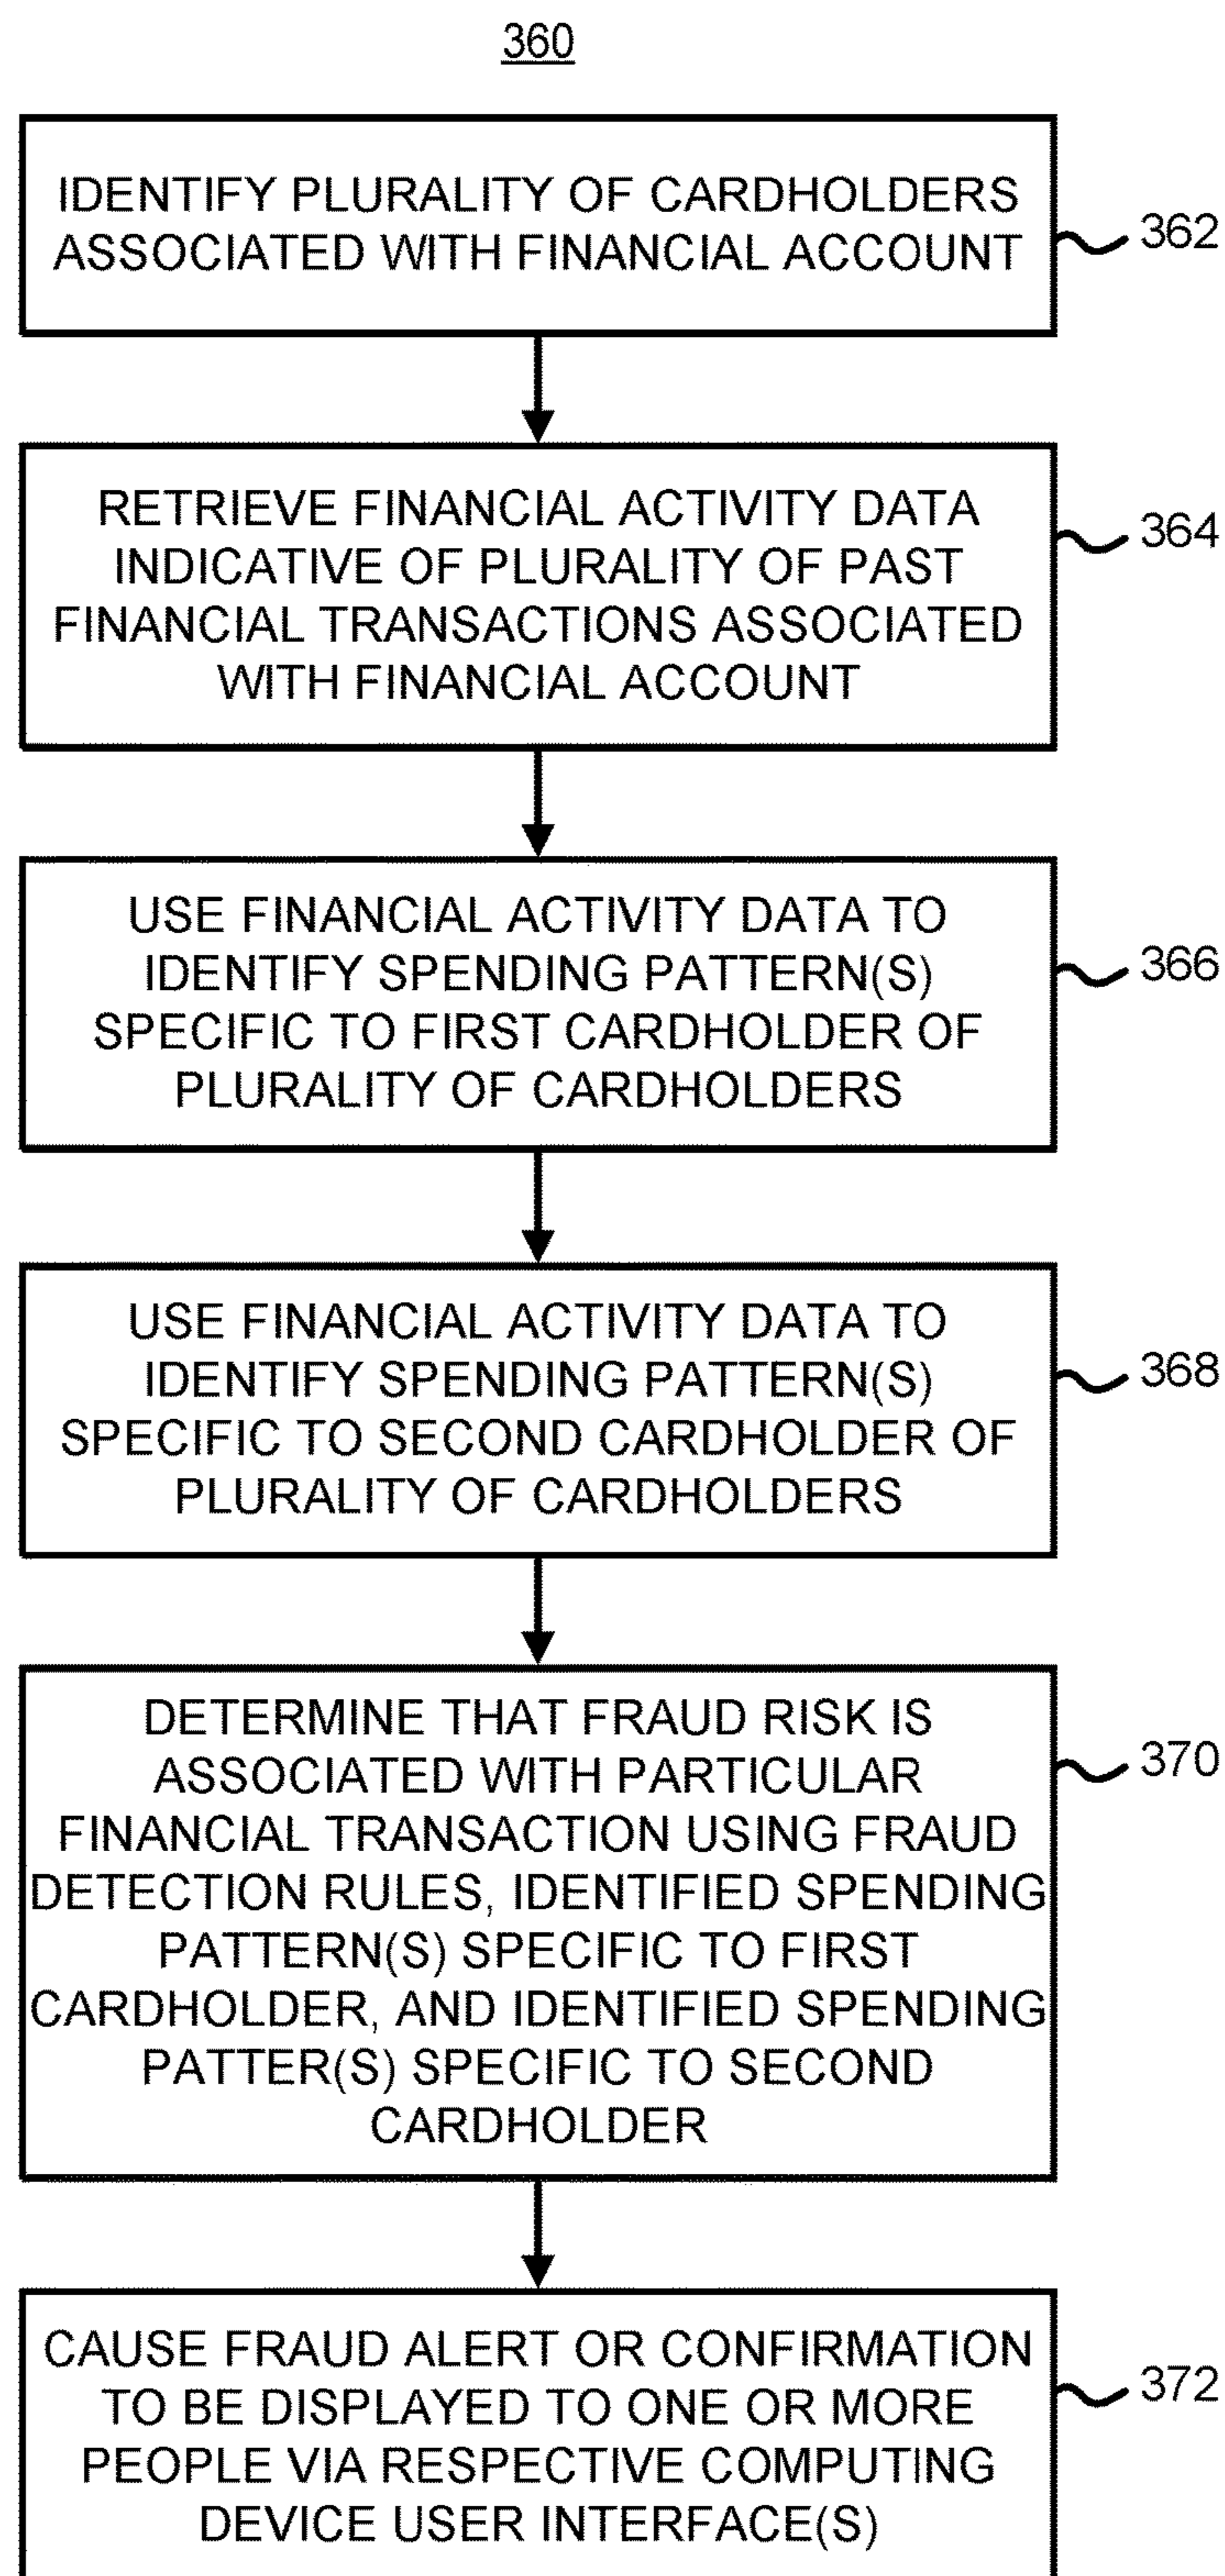 360
IDENTIFY PLURALITY OF CARDHOLDERS
ASSOCIATED WITH FINANCIAL ACCOUNT
362
RETRIEVE FINANCIAL ACTIVITY DATA
INDICATIVE OF PLURALITY OF PAST
FINANCIAL TRANSACTIONS ASSOCIATED
WITH FINANCIAL ACCOUNT
364
USE FINANCIAL ACTIVITY DATA TO
IDENTIFY SPENDING PATTERN(S)
SPECIFIC TO FIRST CARDHOLDER OF
PLURALITY OF CARDHOLDERS
366
USE FINANCIAL ACTIVITY DATA TO
IDENTIFY SPENDING PATTERN(S)
SPECIFIC TO SECOND CARDHOLDER OF
PLURALITY OF CARDHOLDERS
368
DETERMINE THAT FRAUD RISK IS
ASSOCIATED WITH PARTICULAR
FINANCIAL TRANSACTION USING FRAUD
DETECTION RULES, IDENTIFIED SPENDING
PATTERN(S) SPECIFIC TO FIRST
CARDHOLDER, AND IDENTIFIED SPENDING
PATTER(S) SPECIFIC TO SECOND
CARDHOLDER
370
CAUSE FRAUD ALERT OR CONFIRMATION
TO BE DISPLAYED TO ONE OR MORE
PEOPLE VIA RESPECTIVE COMPUTING
DEVICE USER INTERFACE(S)
372